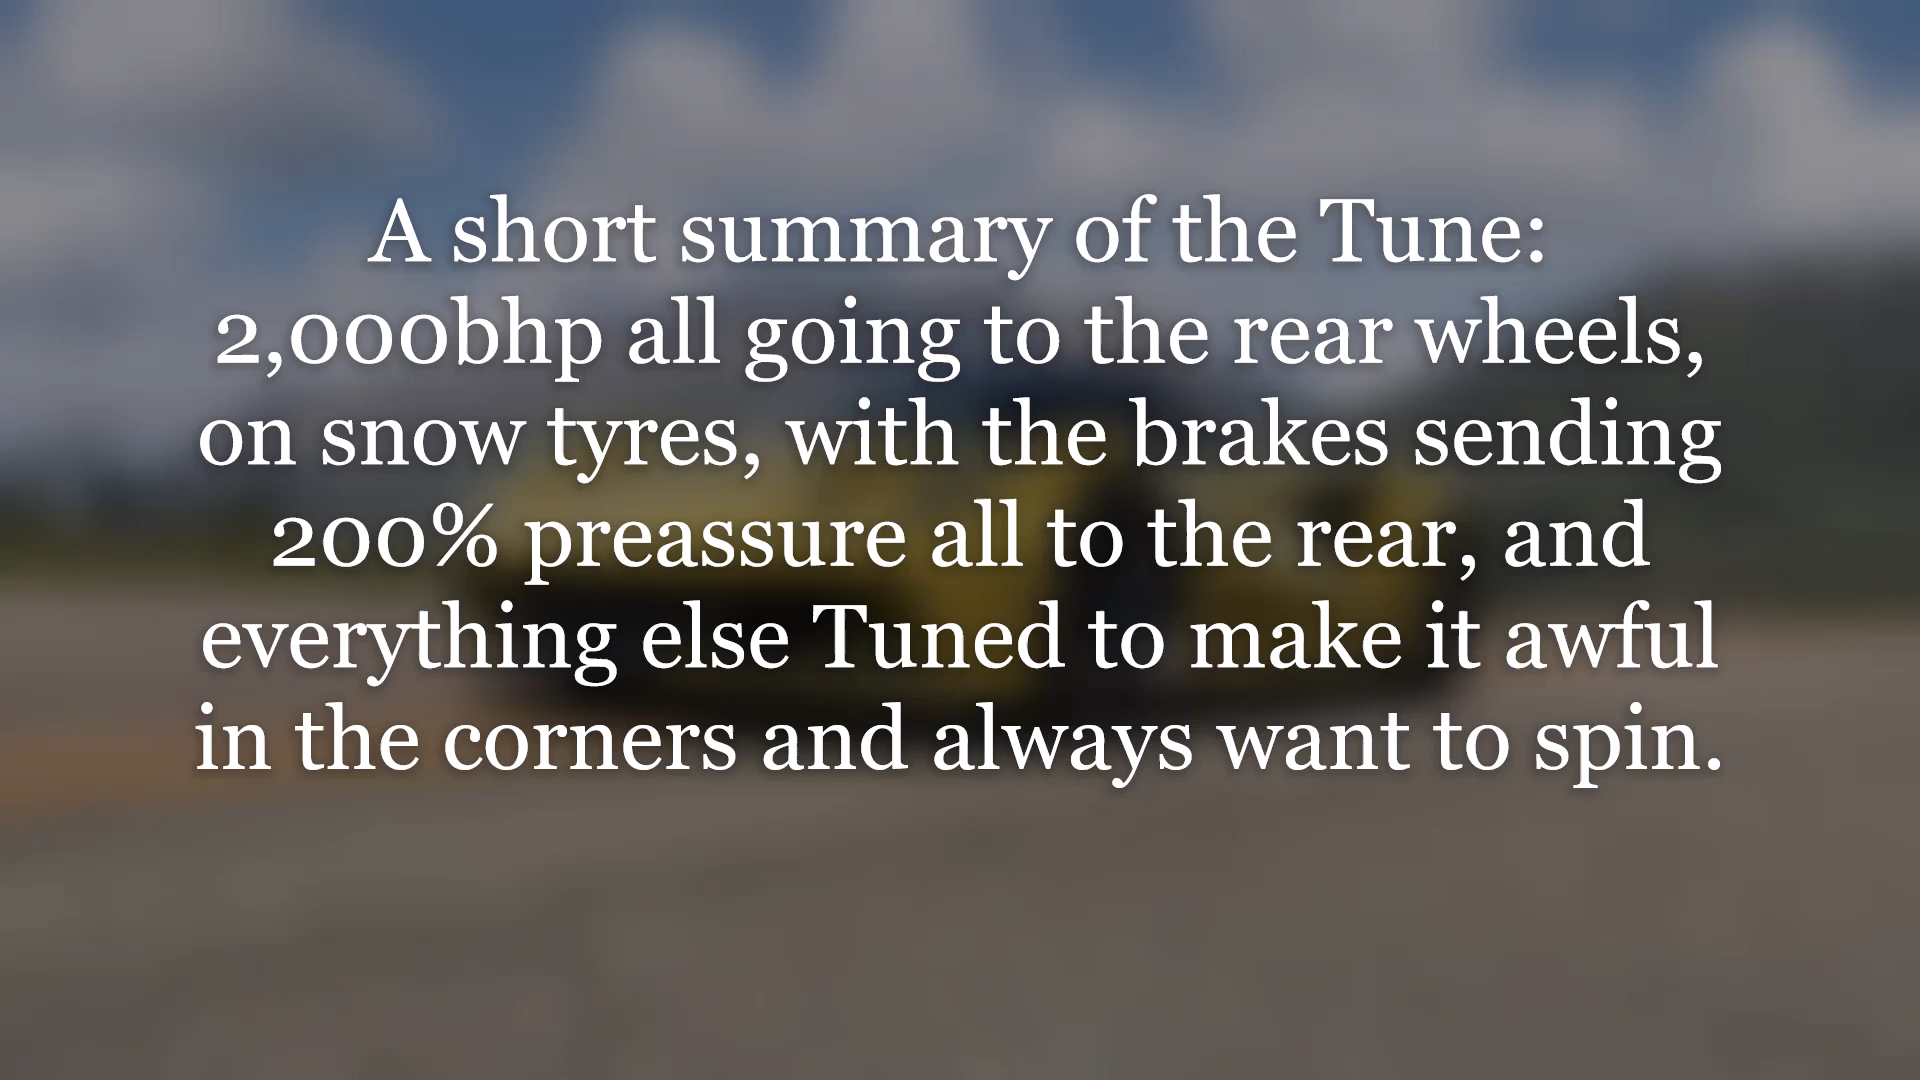 A short summary of the Tune:
2,000bhp all going to the rear wheels,
on snow tyres, with the brakes sending
200% preassure all to the rear, and
everything else Tuned to make it awful
in the corners and always want to spin.